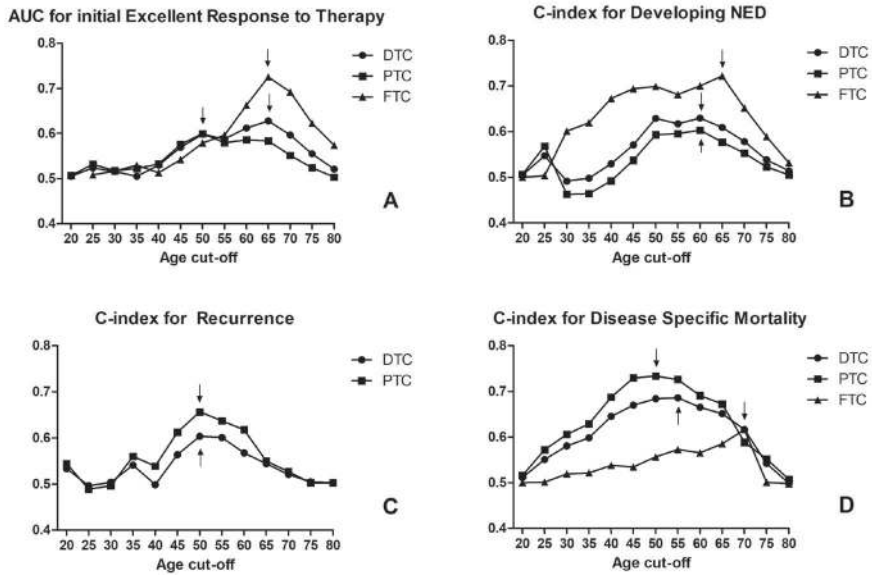 AUC for initial Excellent Response to Therapy
0.8
0.7
0.6
0.5
0.4
20 25 30 35 40 45 50 55 60 65 70 75 80
Age cut-off
DTC
PTC
FTC
A
C-index for Developing NED
0.8
0.7
0.6
0.5
0.4
20 25 30 35 40 45 50 55 60 65 70 75 80
Age cut-off
DTC
PTC
FTC
B
C-index for Recurrence
0.8
0.7
0.6
0.5
0.4
20 25 30 35 40 45 50 55 60 65 70 75 80
Age cut-off
DTC
PTC
C
C-index for Disease Specific Mortality
0.8
0.7
0.6
0.5
0.4
20 25 30 35 40 45 50 55 60 65 70 75 80
Age cut-off
DTC
PTC
FTC
D